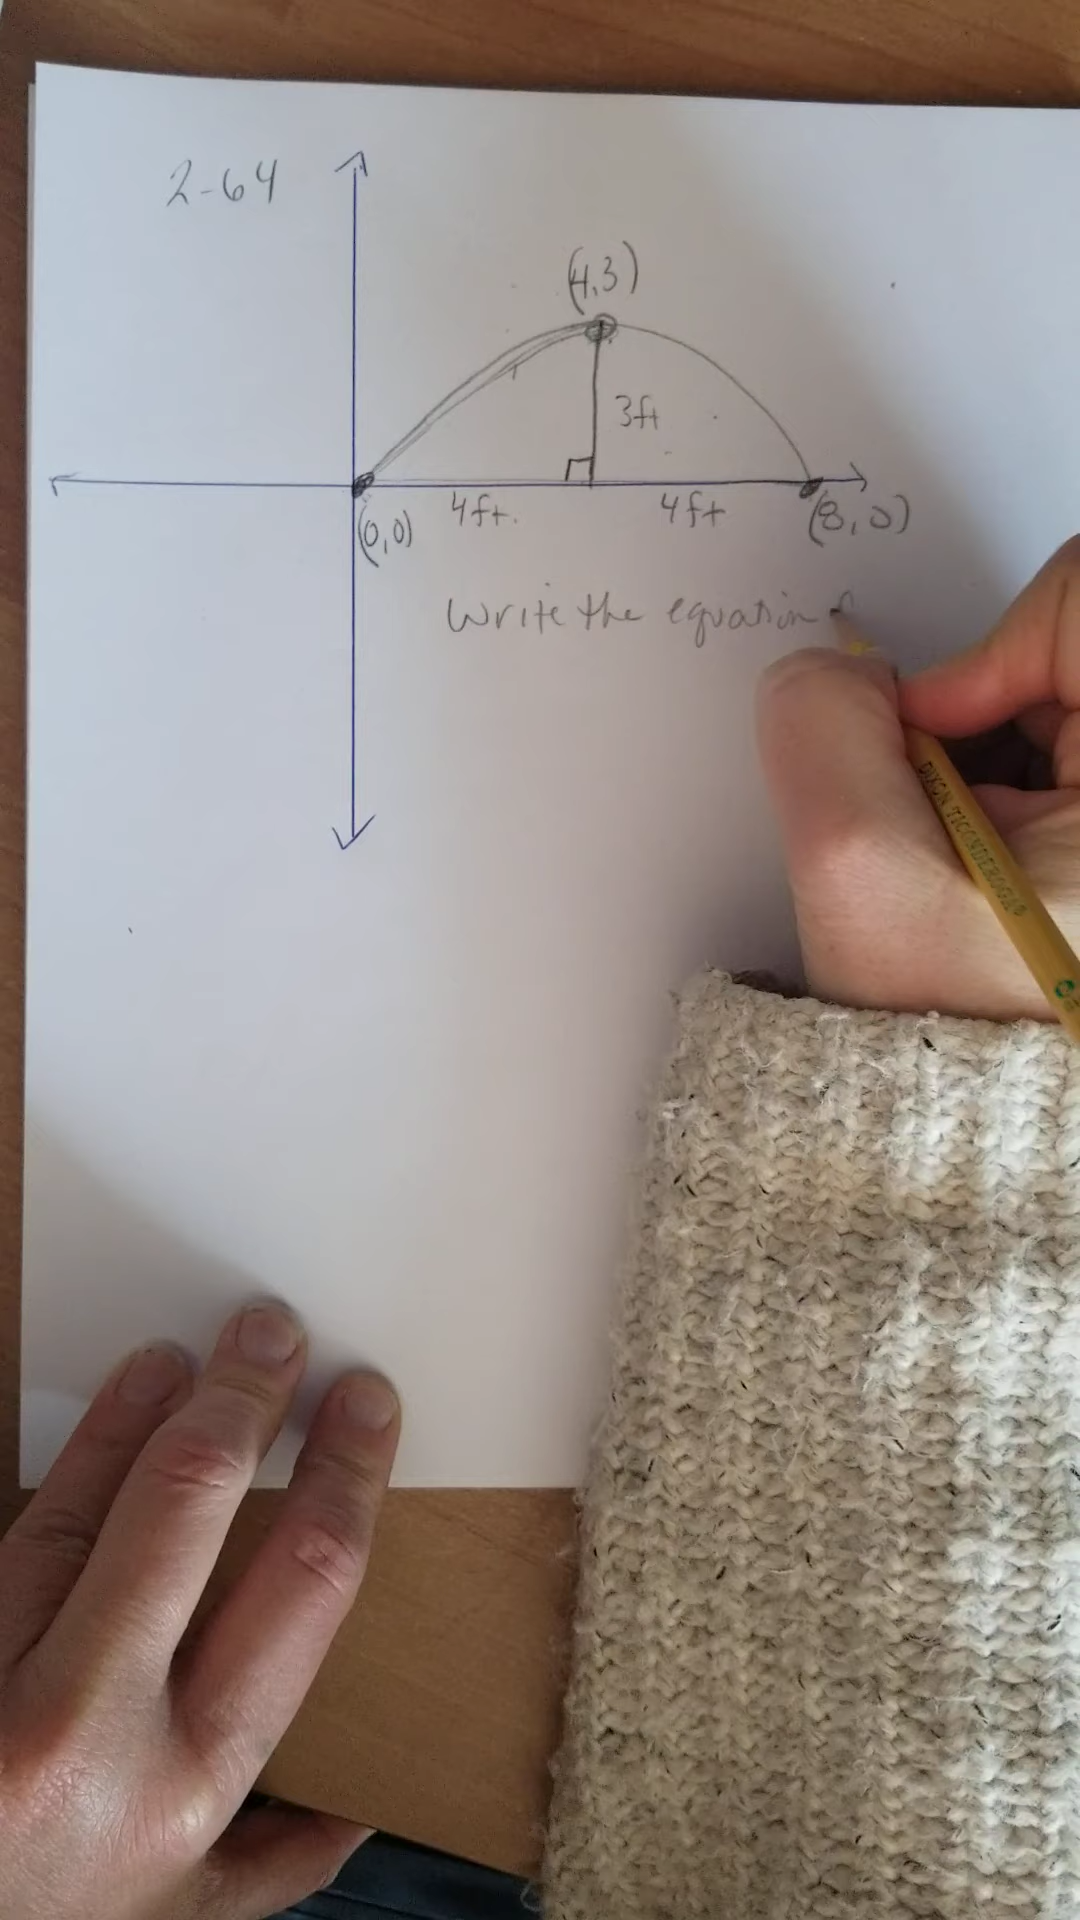 2-64
(4,3)
3ft
4ft.
4ft
(0,0)
(8,0)
Write the equation
DIXON TICONDEROGA®